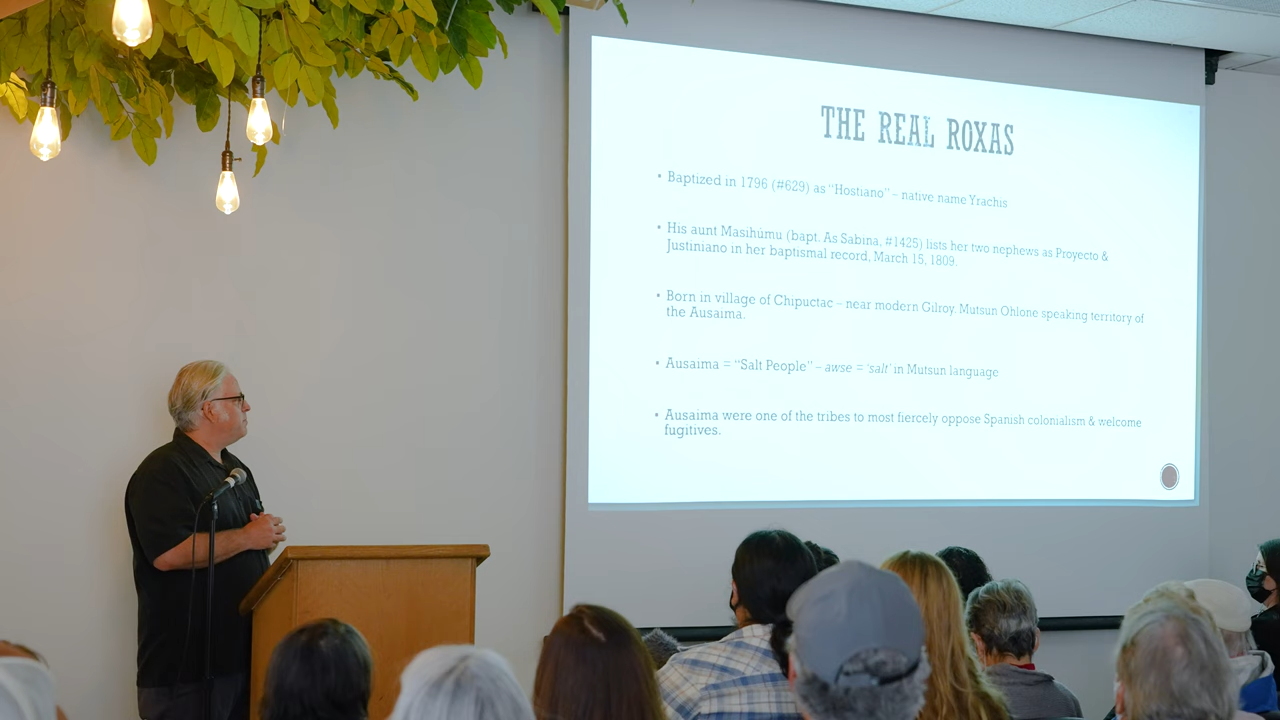 THE REAL ROXAS
• Baptized in 1796 (#629) as “Hostiano” – native name Yrachis
• His aunt Masihúmu (bapt. As Sabina, #1425) lists her two nephews as Proyecto &
Justiniano in her baptismal record, March 15, 1809.
• Born in village of Chipuctac – near modern Gilroy. Mutsun Ohlone speaking territory of
the Ausaima.
• Ausaima = “Salt People” – awse = ‘salt’ in Mutsun language
• Ausaima were one of the tribes to most fiercely oppose Spanish colonialism & welcome
fugitives.